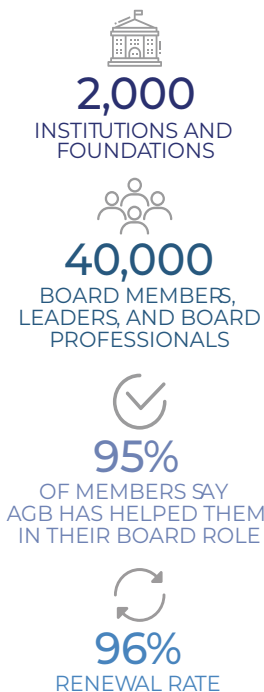 2,000
INSTITUTIONS AND
FOUNDATIONS
40,000
BOARD MEMBERS,
LEADERS, AND BOARD
PROFESSIONALS
95%
OF MEMBERS SAY
AGB HAS HELPED THEM
IN THEIR BOARD ROLE
96%
RENEWAL RATE